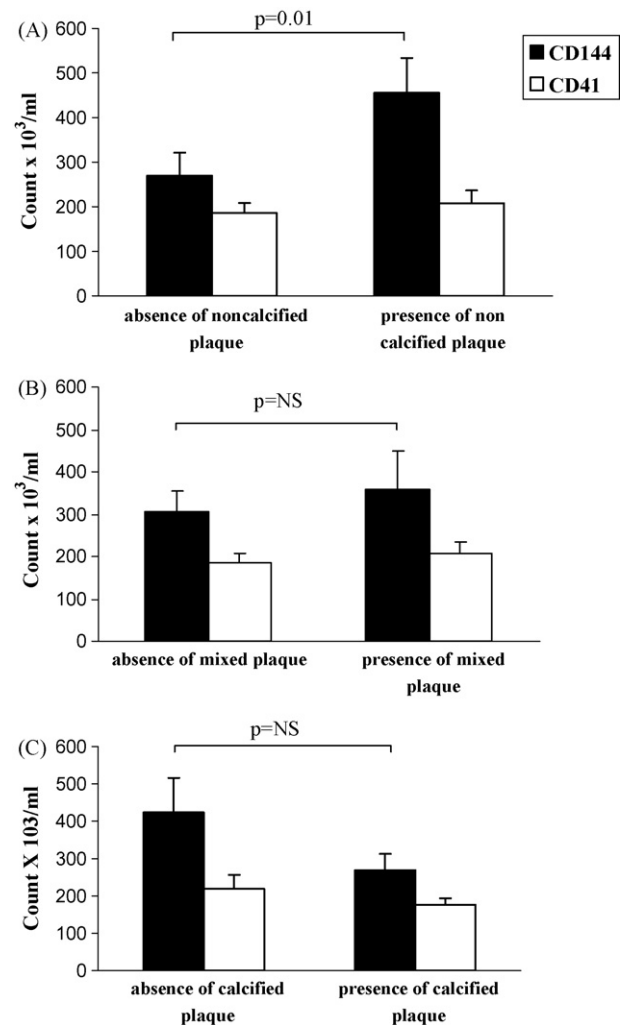 (A)
p=0.01
CD144
CD41
Count x 10³/ml
600
500
400
300
200
100
0
absence of noncalcified
plaque
presence of non
calcified plaque
(B)
p=NS
Count x 10³/ml
600
500
400
300
200
100
0
absence of mixed plaque
presence of mixed
plaque
(C)
p=NS
Count X 103/ml
600
500
400
300
200
100
0
absence of calcified
plaque
presence of calcified
plaque